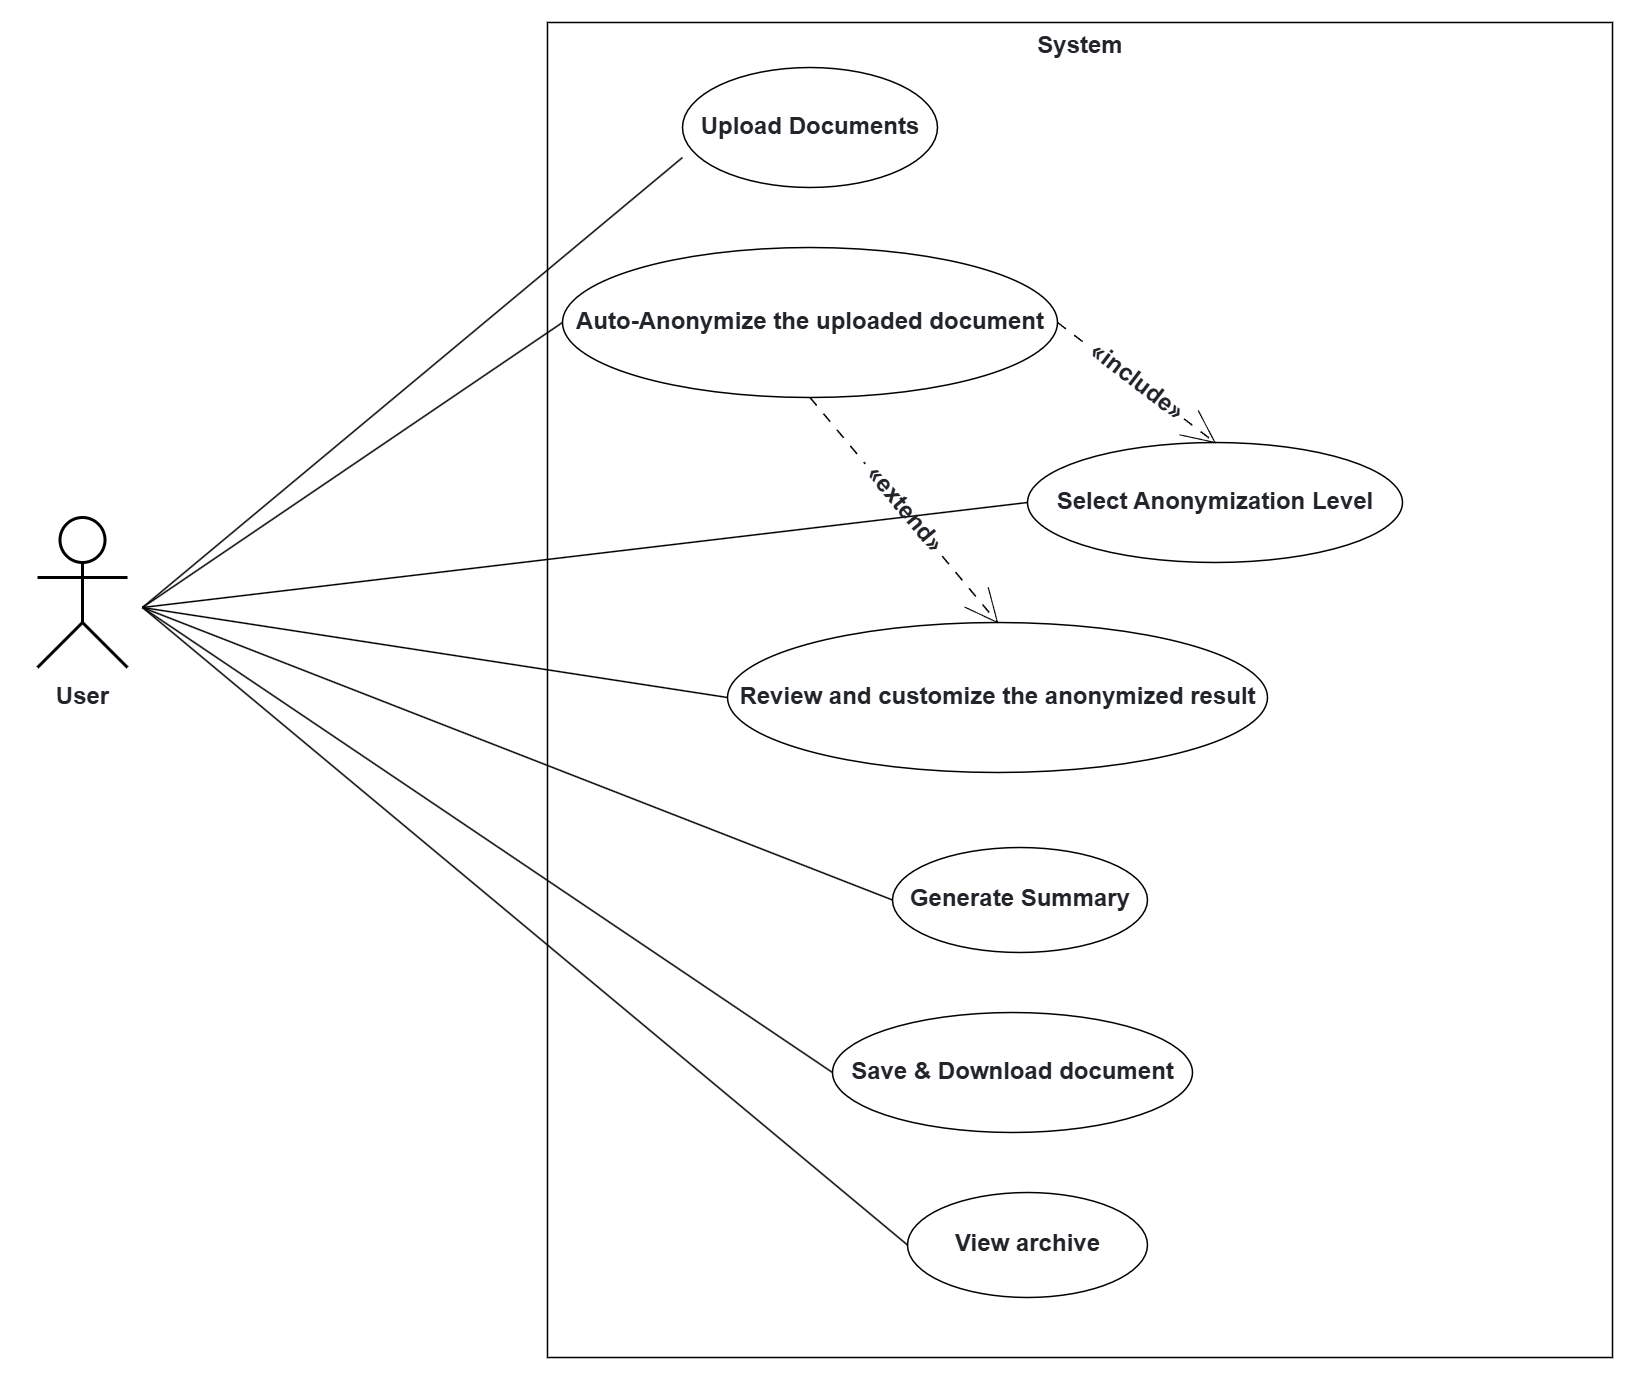 System
Upload Documents
Auto-Anonymize the uploaded document
«include»
«extend»
Select Anonymization Level
User
Review and customize the anonymized result
Generate Summary
Save & Download document
View archive